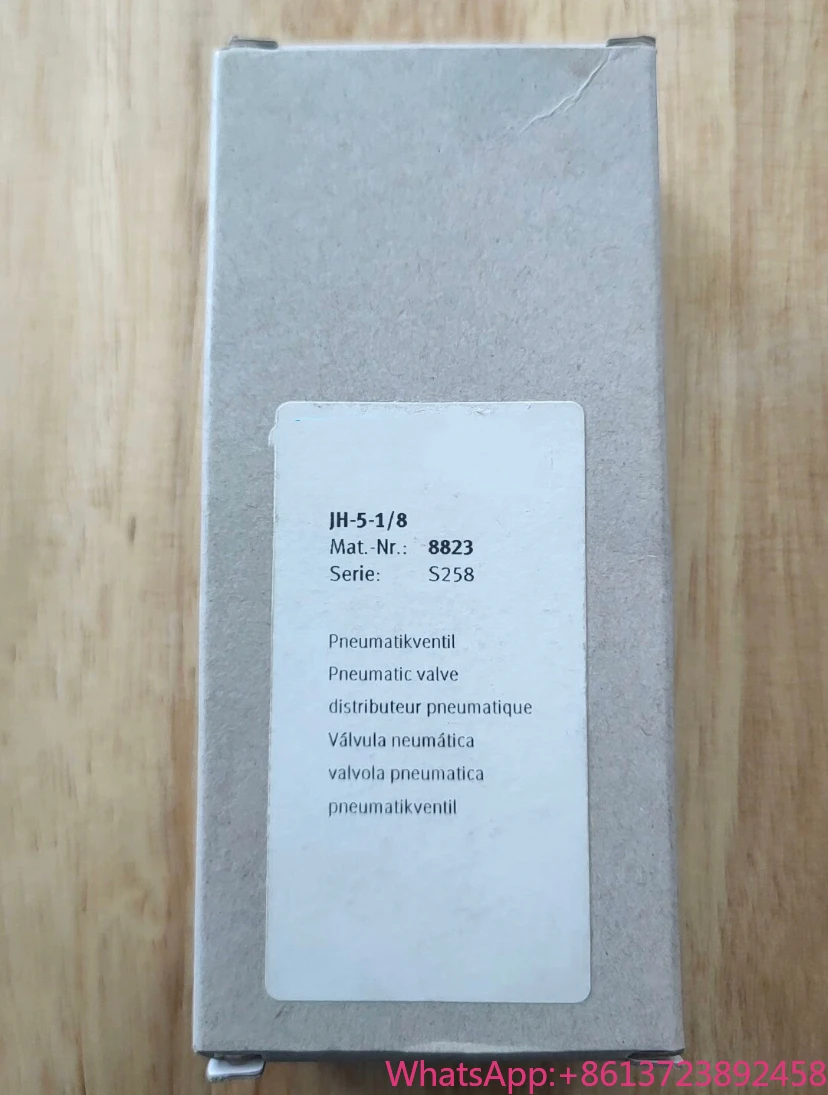 JH-5-1/8
Mat.-Nr.: 8823
Serie: S258
Pneumatikventil
Pneumatic valve
distributeur pneumatique
Válvula neumática
valvola pneumatica
pneumatikventil
WhatsApp:+8613723892458